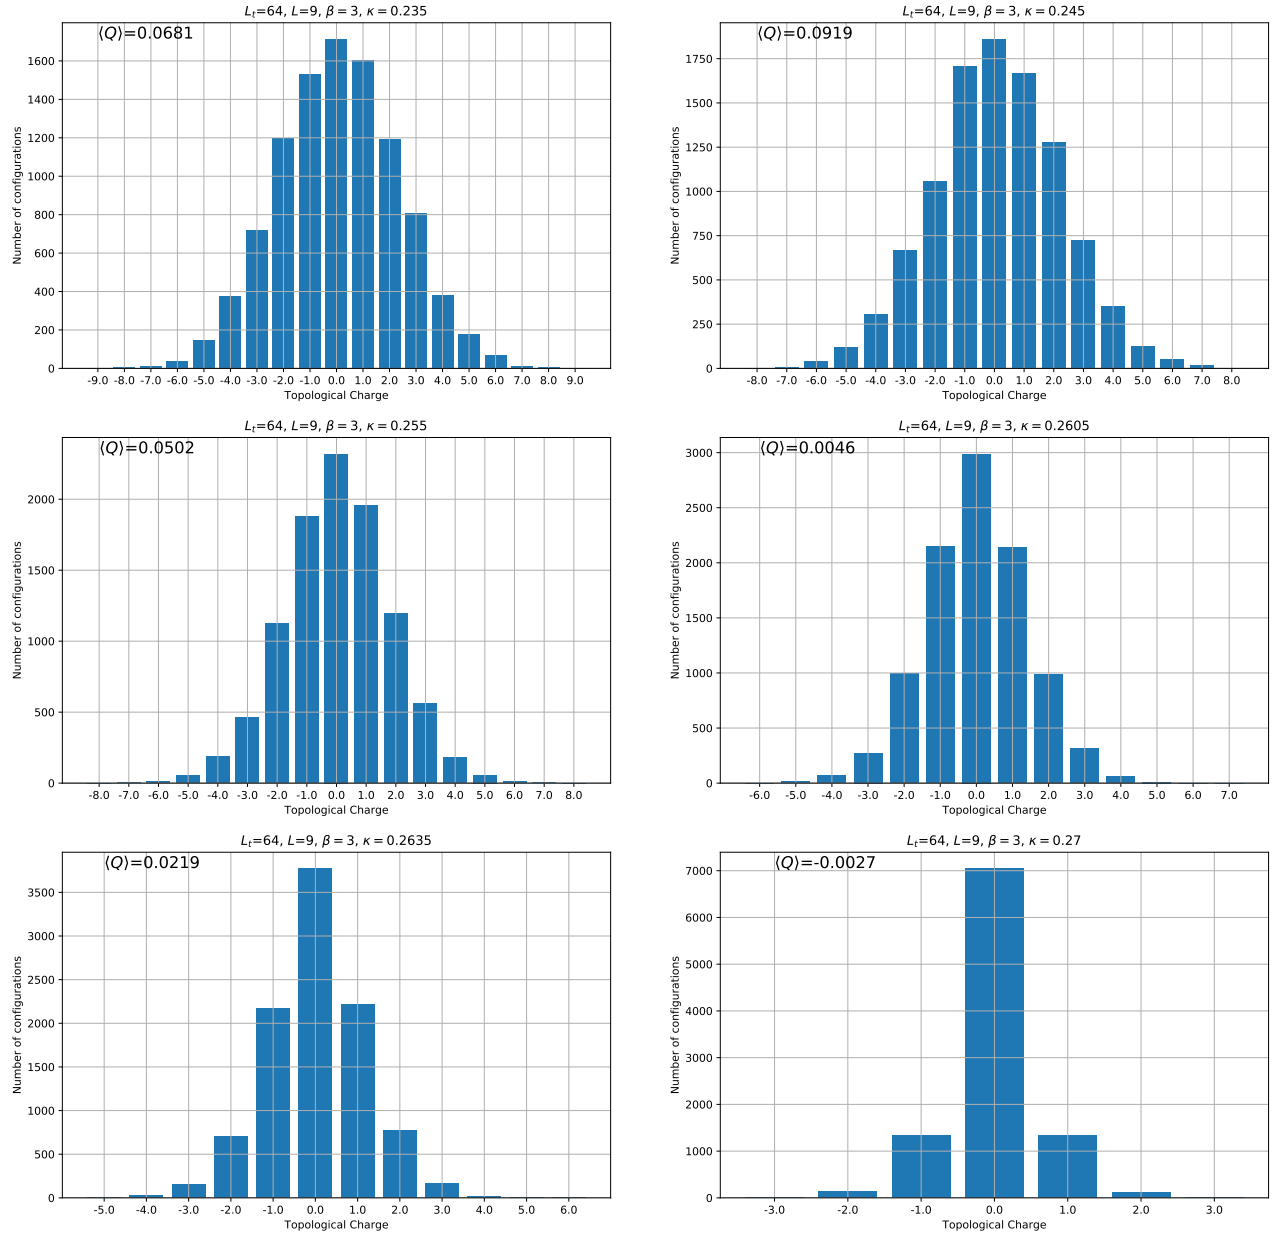 L_t=64, L=9, β = 3, κ = 0.235
⟨Q⟩=0.0681
Number of configurations
1600
1400
1200
1000
800
600
400
200
0
-9.0 -8.0 -7.0 -6.0 -5.0 -4.0 -3.0 -2.0 -1.0 0.0 1.0 2.0 3.0 4.0 5.0 6.0 7.0 8.0 9.0
Topological Charge
L_t=64, L=9, β = 3, κ = 0.245
⟨Q⟩=0.0919
Number of configurations
1750
1500
1250
1000
750
500
250
0
-8.0 -7.0 -6.0 -5.0 -4.0 -3.0 -2.0 -1.0 0.0 1.0 2.0 3.0 4.0 5.0 6.0 7.0 8.0
Topological Charge
L_t=64, L=9, β = 3, κ = 0.255
⟨Q⟩=0.0502
Number of configurations
2000
1500
1000
500
0
-8.0 -7.0 -6.0 -5.0 -4.0 -3.0 -2.0 -1.0 0.0 1.0 2.0 3.0 4.0 5.0 6.0 7.0 8.0
Topological Charge
L_t=64, L=9, β = 3, κ = 0.2605
⟨Q⟩=0.0046
Number of configurations
3000
2500
2000
1500
1000
500
0
-6.0 -5.0 -4.0 -3.0 -2.0 -1.0 0.0 1.0 2.0 3.0 4.0 5.0 6.0 7.0
Topological Charge
L_t=64, L=9, β = 3, κ = 0.2635
⟨Q⟩=0.0219
Number of configurations
3500
3000
2500
2000
1500
1000
500
0
-5.0 -4.0 -3.0 -2.0 -1.0 0.0 1.0 2.0 3.0 4.0 5.0 6.0
Topological Charge
L_t=64, L=9, β = 3, κ = 0.27
⟨Q⟩=-0.0027
Number of configurations
7000
6000
5000
4000
3000
2000
1000
0
-3.0 -2.0 -1.0 0.0 1.0 2.0 3.0
Topological Charge